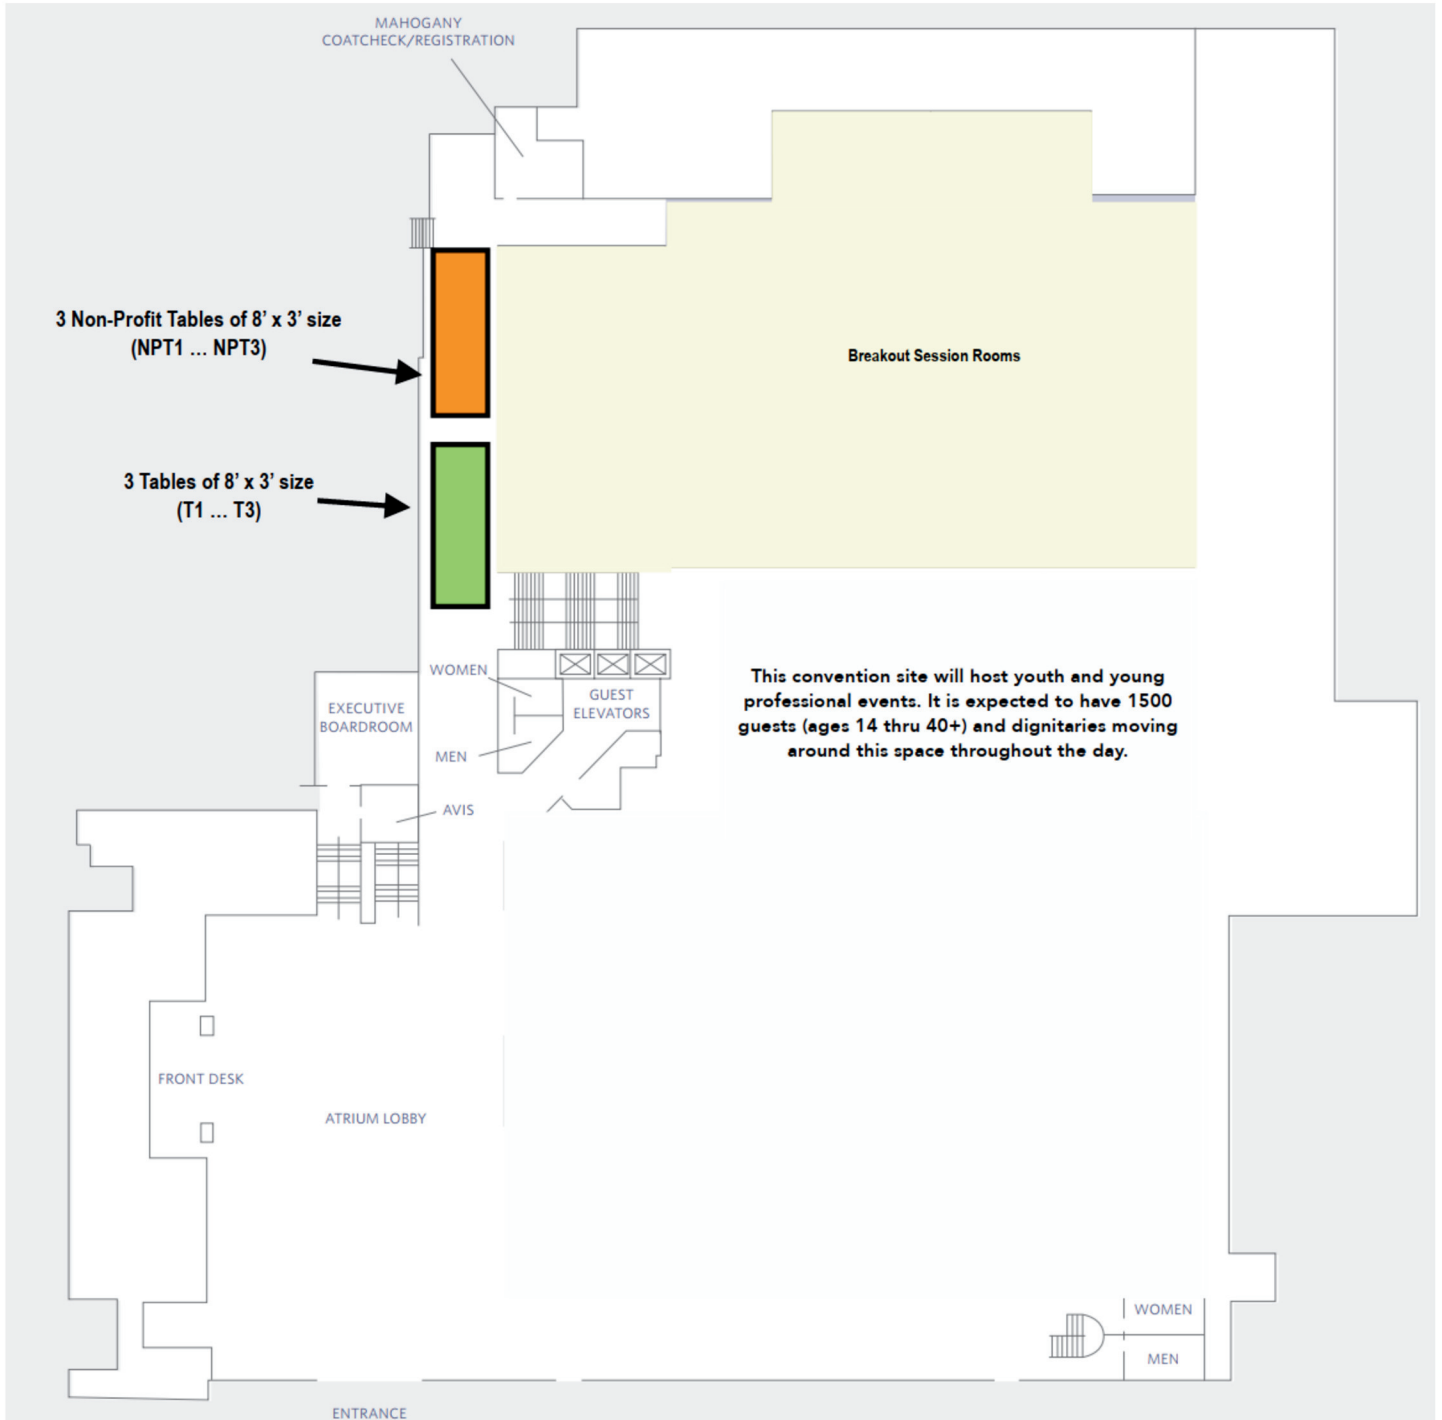 MAHOGANY
COATCHECK/REGISTRATION
3 Non-Profit Tables of 8’ x 3’ size
(NPT1 ... NPT3)
Breakout Session Rooms
3 Tables of 8’ x 3’ size
(T1 ... T3)
WOMEN
GUEST
ELEVATORS
EXECUTIVE
BOARDROOM
MEN
AVIS
This convention site will host youth and young
professional events. It is expected to have 1500
guests (ages 14 thru 40+) and dignitaries moving
around this space throughout the day.
FRONT DESK
ATRIUM LOBBY
WOMEN
MEN
ENTRANCE